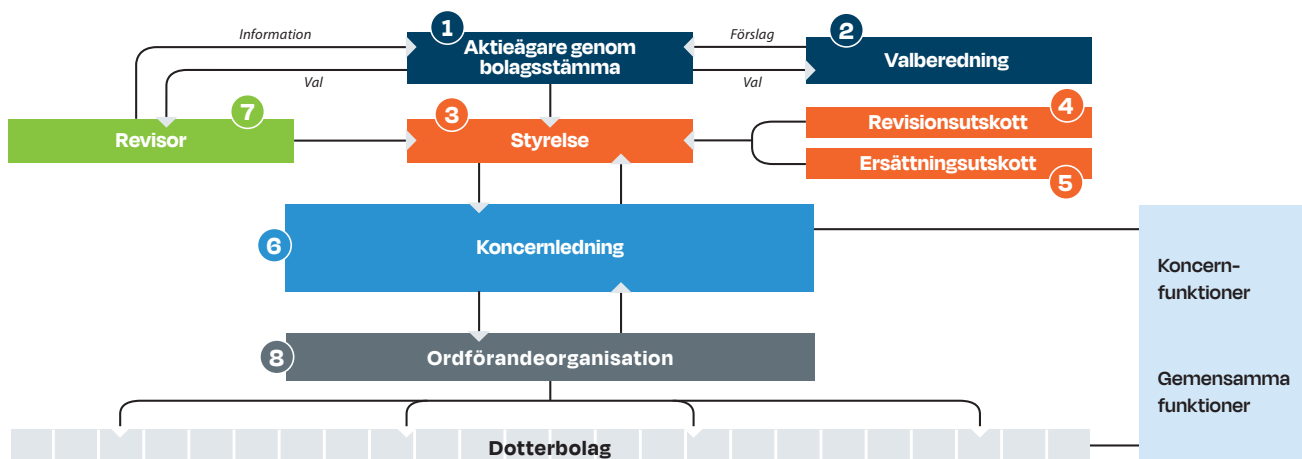 1
Aktieägare genom
bolagsstämma
Information
Val
Förslag
Val
2
Valberedning
7
Revisor
3
Styrelse
4
Revisionsutskott
Ersättningsutskott
5
6
Koncernledning
Koncern-
funktioner
8
Ordförandeorganisation
Gemensamma
funktioner
Dotterbolag